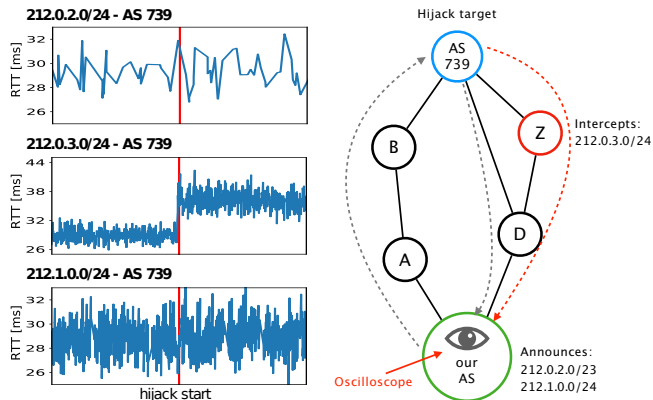 212.0.2.0/24 - AS 739
RTT [ms]
32
30
28
26
212.0.3.0/24 - AS 739
RTT [ms]
44
38
32
26
212.1.0.0/24 - AS 739
RTT [ms]
32
30
28
26
hijack start
Hijack target
AS
739
B
Z
Intercepts:
212.0.3.0/24
A
D
Oscilloscope
our
AS
Announces:
212.0.2.0/23
212.1.0.0/24